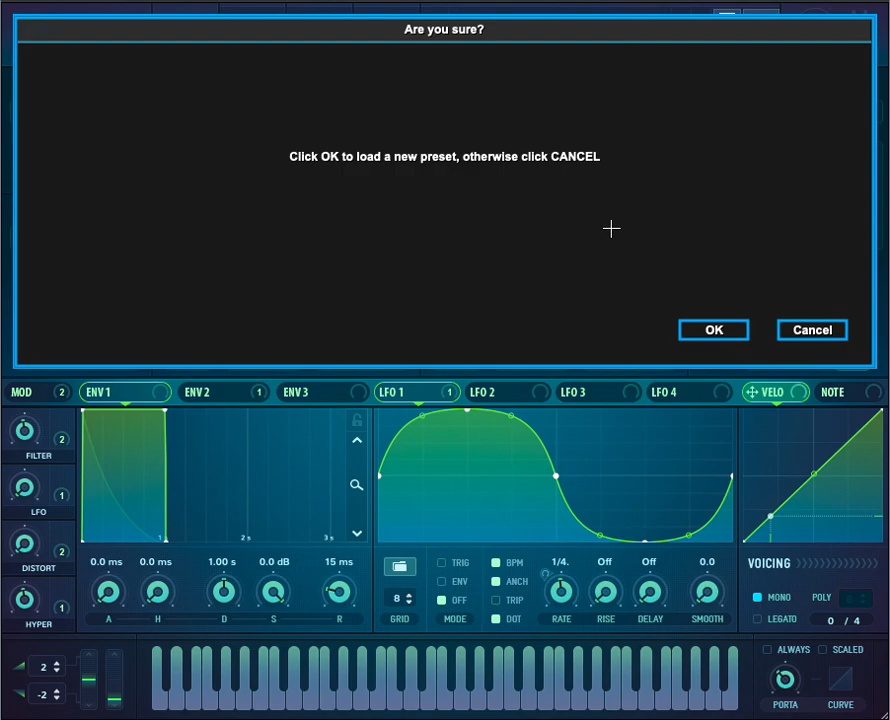 Are you sure?
Click OK to load a new preset, otherwise click CANCEL
OK Cancel
MOD 2 ENV 1 ENV 2 1 ENV 3 LFO 1 1 LFO 2 LFO 3 LFO 4 VELO NOTE
2
FILTER
1
LFO
2
DISTORT
1
HYPER
1 2 s 3 s
0.0 ms 0.0 ms 1.00 s 0.0 dB 15 ms
A H D S R
8
GRID
TRIG
ENV
OFF
MODE
BPM
ANCH
TRIP
DOT
1/4. Off Off 0.0
RATE RISE DELAY SMOOTH
VOICING
MONO POLY
LEGATO 0 / 4
2
-2
ALWAYS SCALED
PORTA CURVE